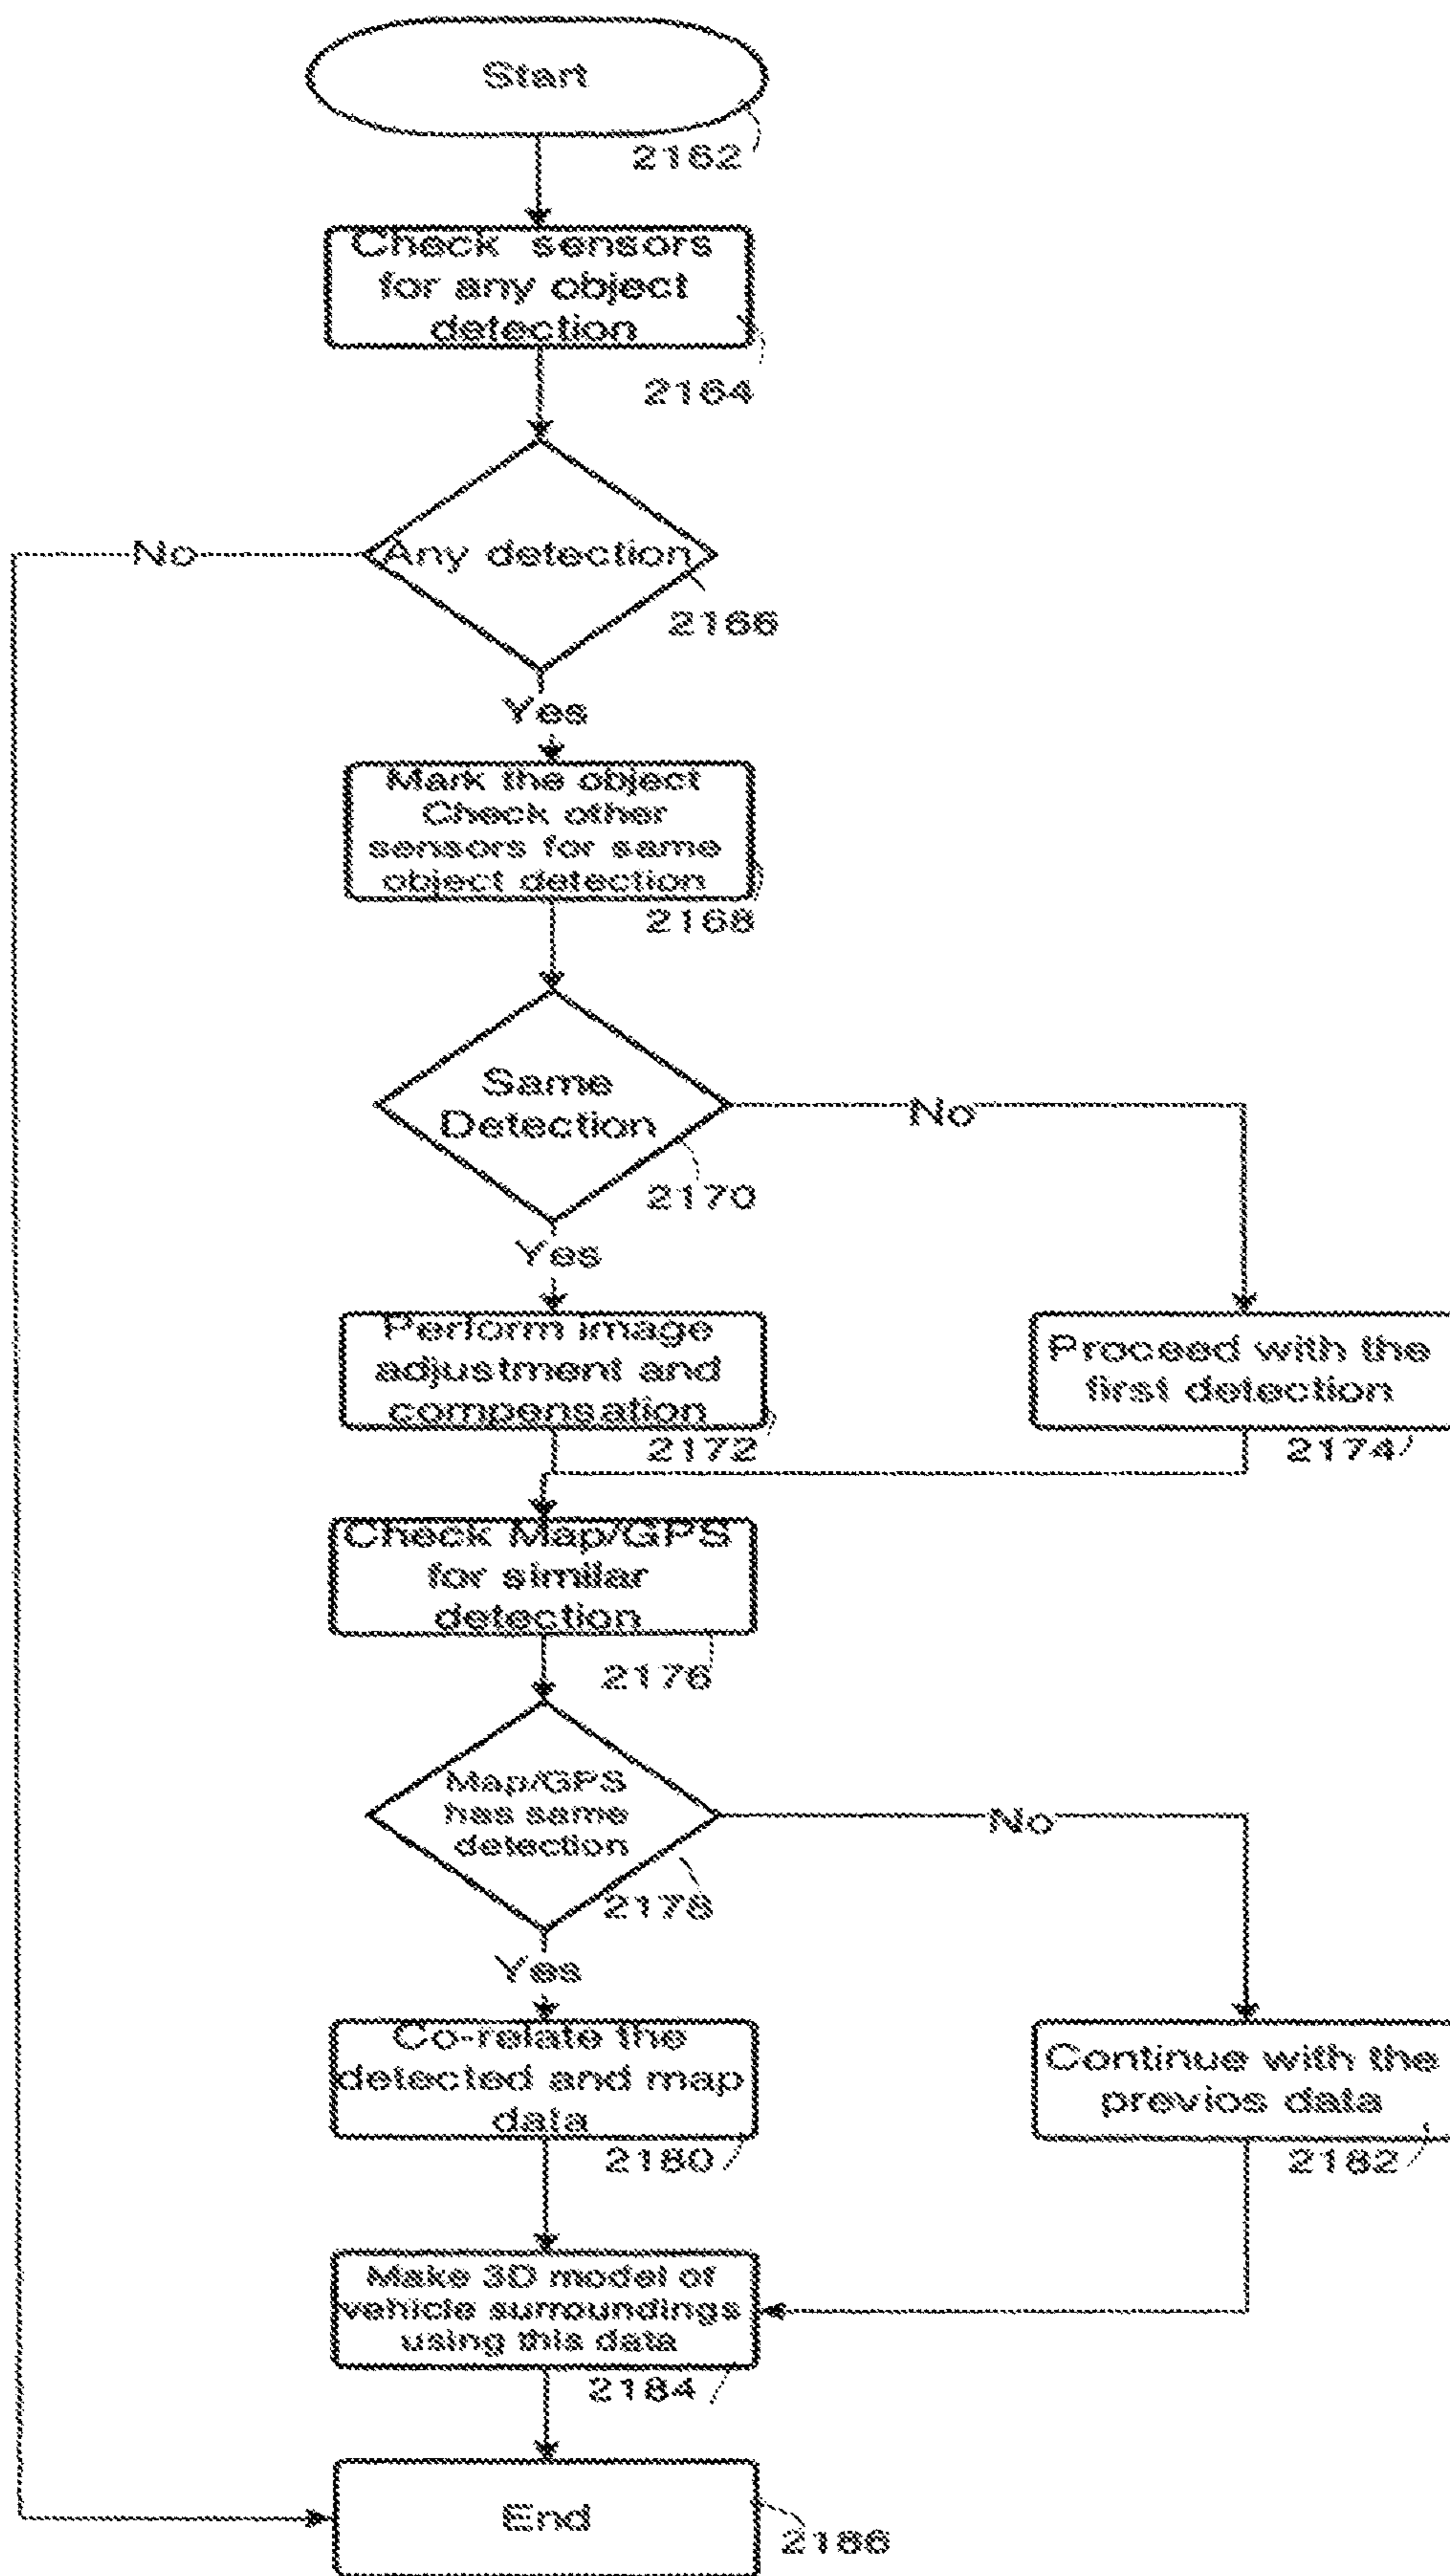 Start
2162
Check sensors
for any object
detection
2164
Any detection
No
2166
Yes
Mark the object
Check other
sensors for same
object detection
2168
Same
Detection
No
2170
Yes
Perform image
adjustment and
compensation
2172
Proceed with the
first detection
2174
Check Map/GPS
for similar
detection
2176
Map/GPS
has same
detection
No
2178
Yes
Co-relate the
detected and map
data
2180
Continue with the
previos data
2182
Make 3D model of
vehicle surroundings
using this data
2184
End
2186